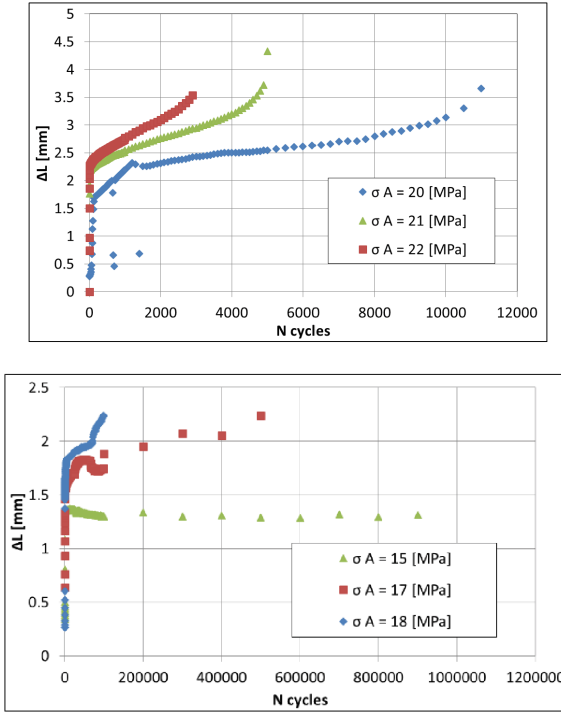 5
4.5
4
3.5
3
2.5
2
1.5
1
0.5
0
ΔL [mm]
σ A = 20 [MPa]
σ A = 21 [MPa]
σ A = 22 [MPa]
0 2000 4000 6000 8000 10000 12000
N cycles
2.5
2
1.5
1
0.5
0
ΔL [mm]
σ A = 15 [MPa]
σ A = 17 [MPa]
σ A = 18 [MPa]
0 200000 400000 600000 800000 1000000 1200000
N cycles